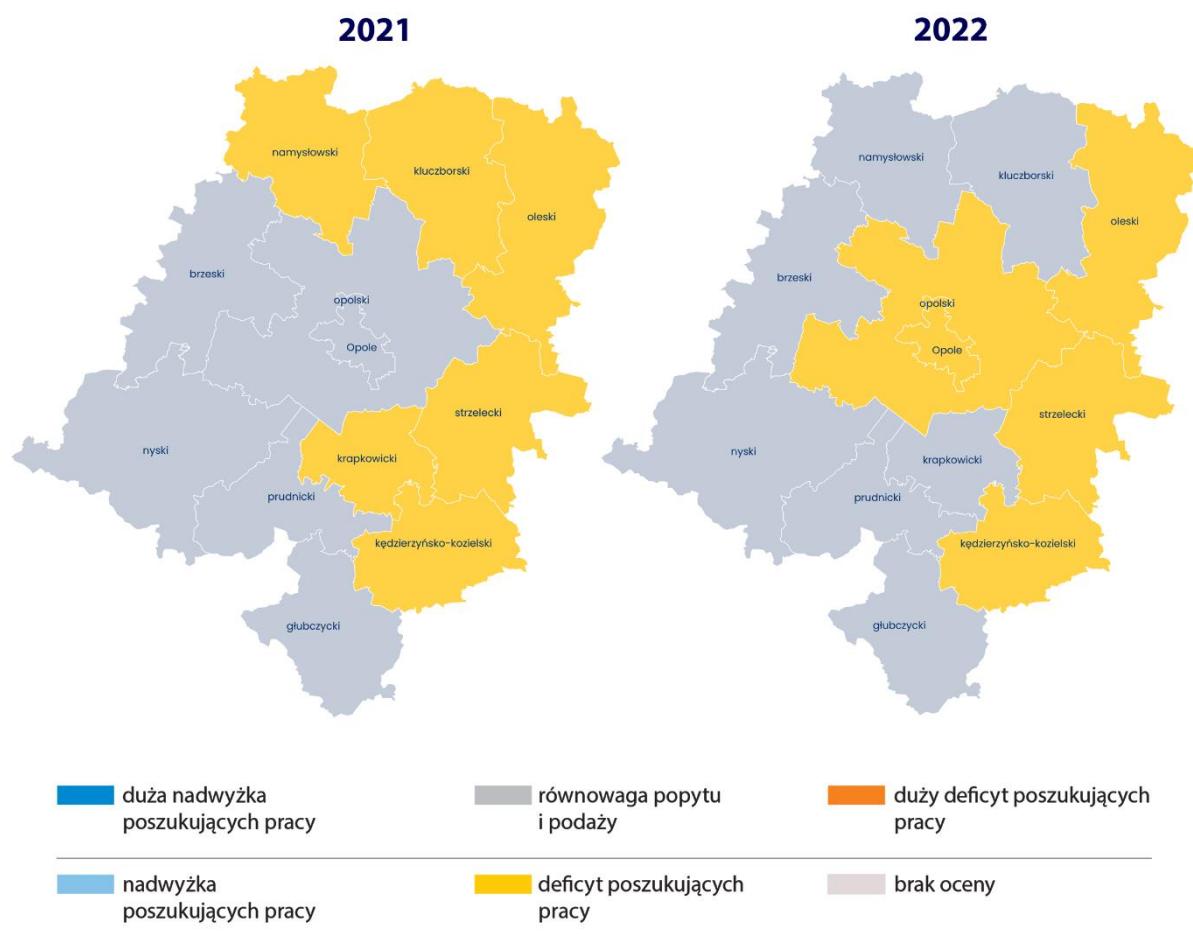 2021
2022
namysłowski
kluczborski
oleski
brzeski
opolski
Opole
strzelecki
nyski
krapkowicki
prudnicki
kędzierzyńsko-kozielski
głubczycki
namysłowski
kluczborski
oleski
brzeski
opolski
Opole
strzelecki
nyski
krapkowicki
prudnicki
kędzierzyńsko-kozielski
głubczycki
duża nadwyżka
poszukujących pracy
równowaga popytu
i podaży
duży deficyt poszukujących
pracy
nadwyżka
poszukujących pracy
deficyt poszukujących
pracy
brak oceny